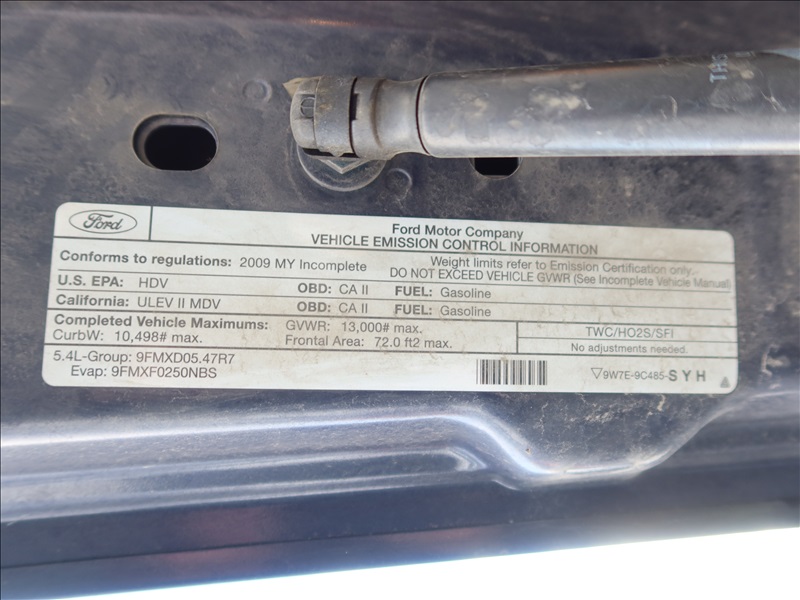 THS
Ford
Ford Motor Company
VEHICLE EMISSION CONTROL INFORMATION
Conforms to regulations: 2009 MY Incomplete
Weight limits refer to Emission Certification only.
DO NOT EXCEED VEHICLE GVWR (See Incomplete Vehicle Manual)
U.S. EPA: HDV OBD: CA II FUEL: Gasoline
California: ULEV II MDV OBD: CA II FUEL: Gasoline
Completed Vehicle Maximums: GVWR: 13,000# max.
CurbW: 10,498# max. Frontal Area: 72.0 ft2 max.
TWC/HO2S/SFI
No adjustments needed.
5.4L-Group: 9FMXD05.47R7
Evap: 9FMXF0250NBS
▽9W7E-9C485-SYH